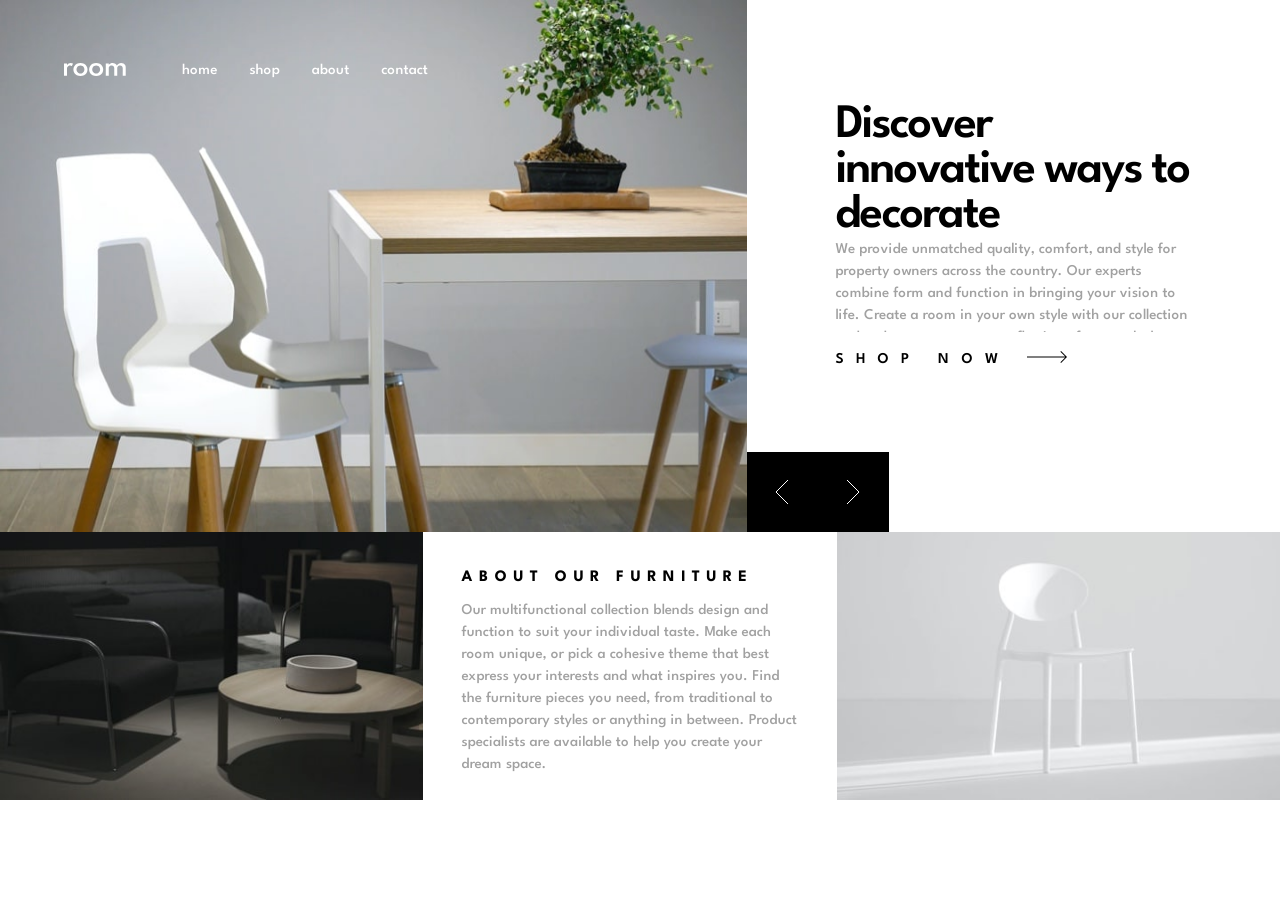 room
home
shop
about
contact
Discover
innovative ways to
decorate
We provide unmatched quality, comfort, and style for
property owners across the country. Our experts
combine form and function in bringing your vision to
life. Create a room in your own style with our collection
SHOP NOW
ABOUT OUR FURNITURE
Our multifunctional collection blends design and
function to suit your individual taste. Make each
room unique, or pick a cohesive theme that best
express your interests and what inspires you. Find
the furniture pieces you need, from traditional to
contemporary styles or anything in between. Product
specialists are available to help you create your
dream space.